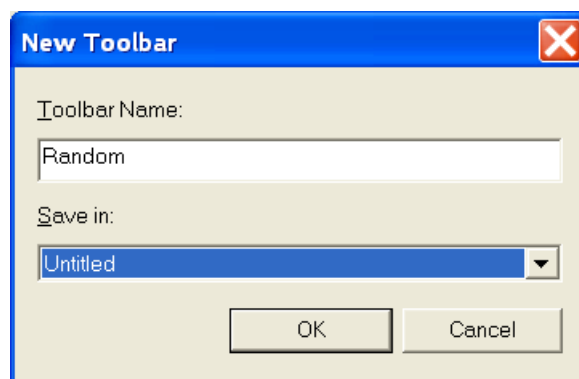 New Toolbar
Toolbar Name:
Random
Save in:
Untitled
OK Cancel